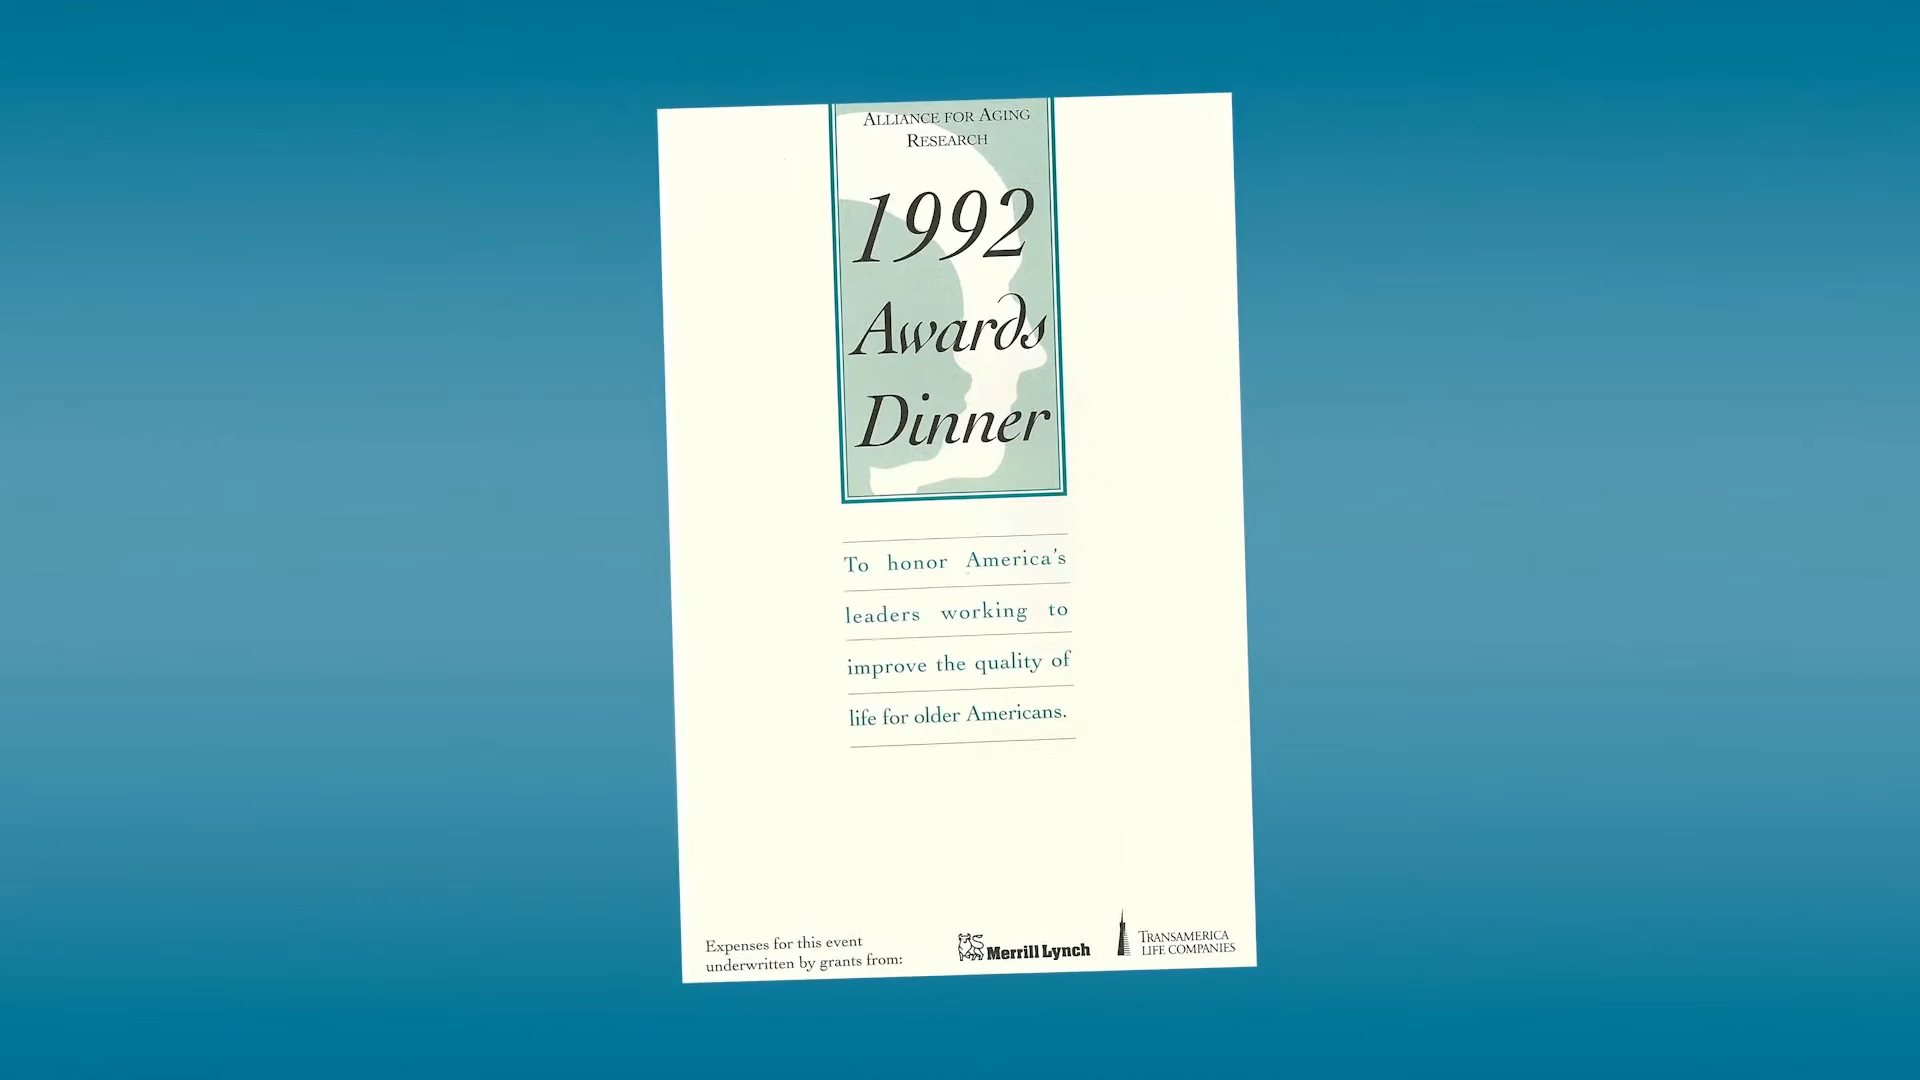 ALLIANCE FOR AGING
RESEARCH
1992
Awards
Dinner
To honor America's
leaders working to
improve the quality of
life for older Americans.
Expenses for this event
underwritten by grants from:
Merrill Lynch
TRANSAMERICA
LIFE COMPANIES